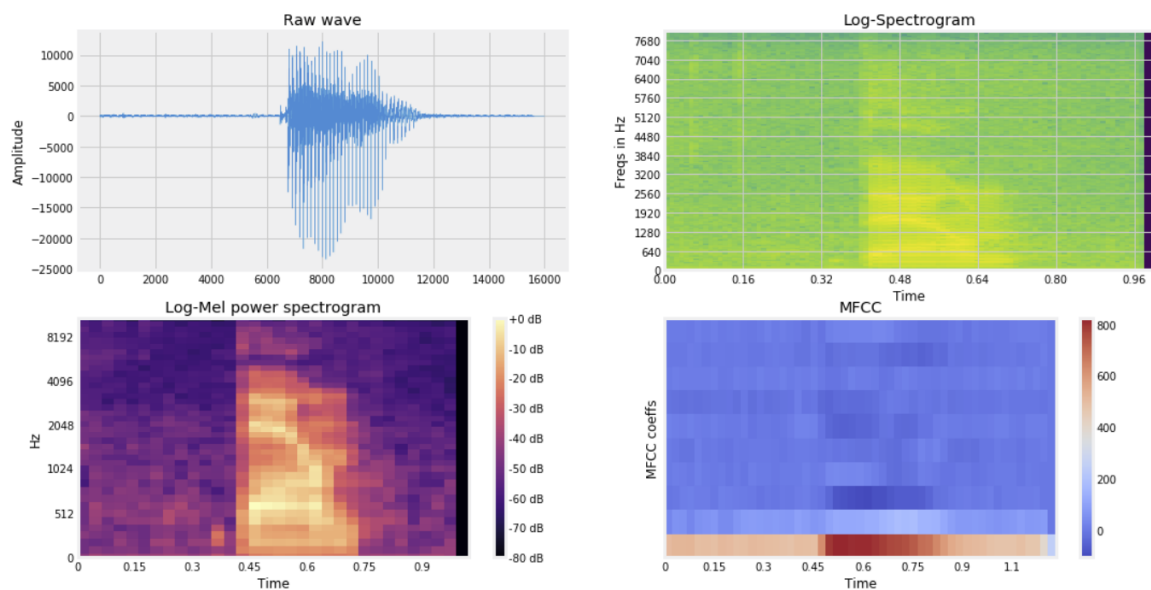 Raw wave
Amplitude
10000
5000
0
−5000
−10000
−15000
−20000
−25000
0 2000 4000 6000 8000 10000 12000 14000 16000
Log-Spectrogram
Freqs in Hz
7680
7040
6400
5760
5120
4480
3840
3200
2560
1920
1280
640
0
0.00 0.16 0.32 0.48 0.64 0.80 0.96
Time
Log-Mel power spectrogram
Hz
8192
4096
2048
1024
512
0
0 0.15 0.3 0.45 0.6 0.75 0.9
Time
+0 dB
-10 dB
-20 dB
-30 dB
-40 dB
-50 dB
-60 dB
-70 dB
-80 dB
MFCC
MFCC coeffs
0 0.15 0.3 0.45 0.6 0.75 0.9 1.1
Time
800
600
400
200
0